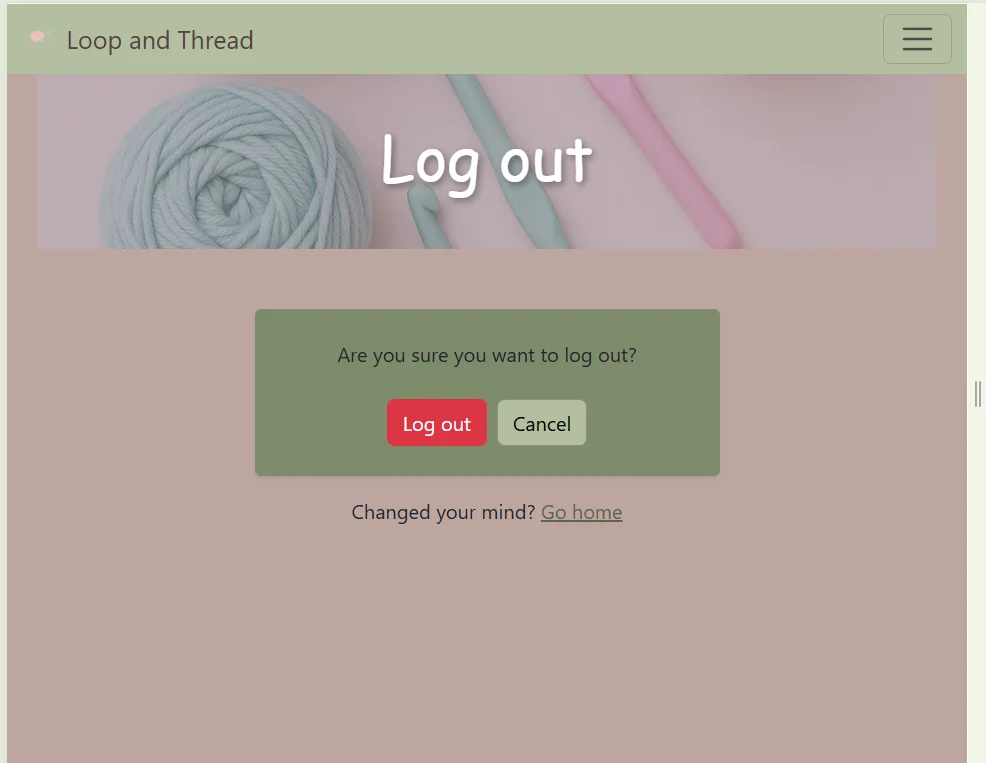 Loop and Thread
Log out
Are you sure you want to log out?
Log out Cancel
Changed your mind? Go home